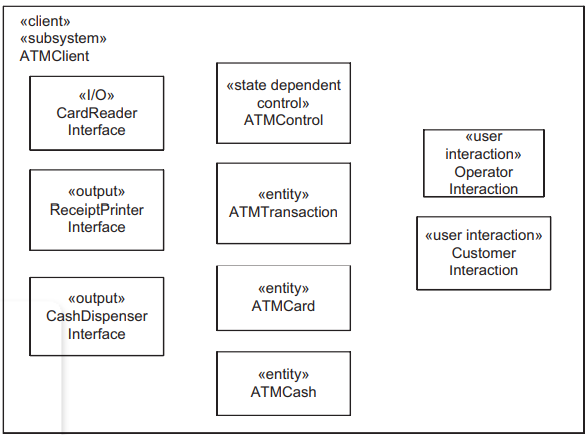 «client»
«subsystem»
ATMClient
«I/O»
CardReader
Interface
«output»
ReceiptPrinter
Interface
«output»
CashDispenser
Interface
«state dependent
control»
ATMControl
«entity»
ATMTransaction
«entity»
ATMCard
«entity»
ATMCash
«user
interaction»
Operator
Interaction
«user interaction»
Customer
Interaction